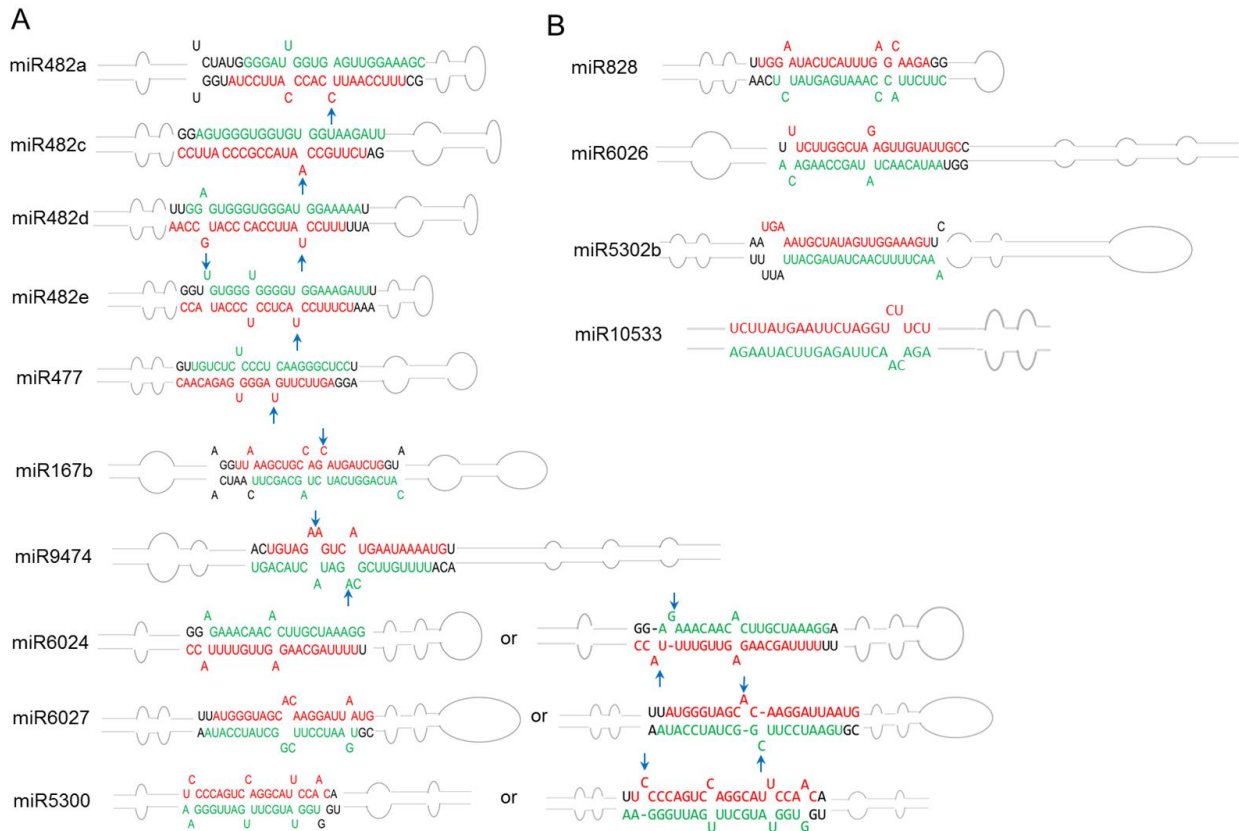 A
B
U U
miR482a
CUAUGGGGAU GGUG AGUUGGAAAGC
GGUAUCCUUA CCAC UUAACCUUUCG
U C C
miR482c
GGAGUGGGUGGUGU GGUAAGAUU
CCUUA CCCGCCAUA CCGUUCUAG
A
A
miR482d
UUGG GUGGGUGGGAU GGAAAAAU
AACC UACC CACCUUA CCUUUUUA
G U
U U
miR482e
GGU GUGGG GGGGU GGAAAGAUUU
CCA UACCC CCUCA CCUUUCUAAA
U U
U
miR477
GUUGUCUC CCCU CAAGGGCUCCU
CAACAGAG GGGA GUUCUUGAGGA
U U
A A C C A
miR167b
GGUU AAGCUGC AG AUGAUCUGGU
CUAA UUCGACG UC UACUGGACUA
A C A C
AA A
miR9474
ACUGUAG GUC UGAAUAAAAUGU
UGACAUC UAG GCUUGUUUUACA
A AC
A A
miR6024
GG GAAACAAC CUUGCUAAAGG
CC UUUUGUUG GAACGAUUUUU
A A
or
G A
GG-A AAACAAC CUUGCUAAAGGA
CC U-UUUGUUG GAACGAUUUUUU
A A
AC A
miR6027
UUAUGGGUAGC AAGGAUU AUG
AAUACCUAUCG UUCCUAA UGC
GC G
or
A
UUAUGGGUAGC C-AAGGAUUAAUG
AAUACCUAUCG-G UUCCUAAGUGC
C
C C U A
miR5300
U CCCAGUC AGGCAU CCA CA
A GGGUUAG UUCGUA GGU GU
A U U G
or
C C U A
UU CCCAGUC AGGCAU CCA CA
AA-GGGUUAG UUCGUA GGU GU
U U G
A A C
miR828
UUGG AUACUCAUUUG G AAGAGG
AACU UAUGAGUAAAC C UUCUUC
C C A
U G
miR6026
U UCUUGGCUA AGUUGUAUUGCC
A AGAACCGAU UCAACAUAAUGG
C A
UGA C
miR5302b
AA AAUGCUAUAGUUGGAAAGUU
UU UUACGAUAUCAACUUUUCAA
UUA A
CU
miR10533
UCUUAUGAAUUCUAGGU UCU
AGAAUACUUGAGAUUCA AGA
AC